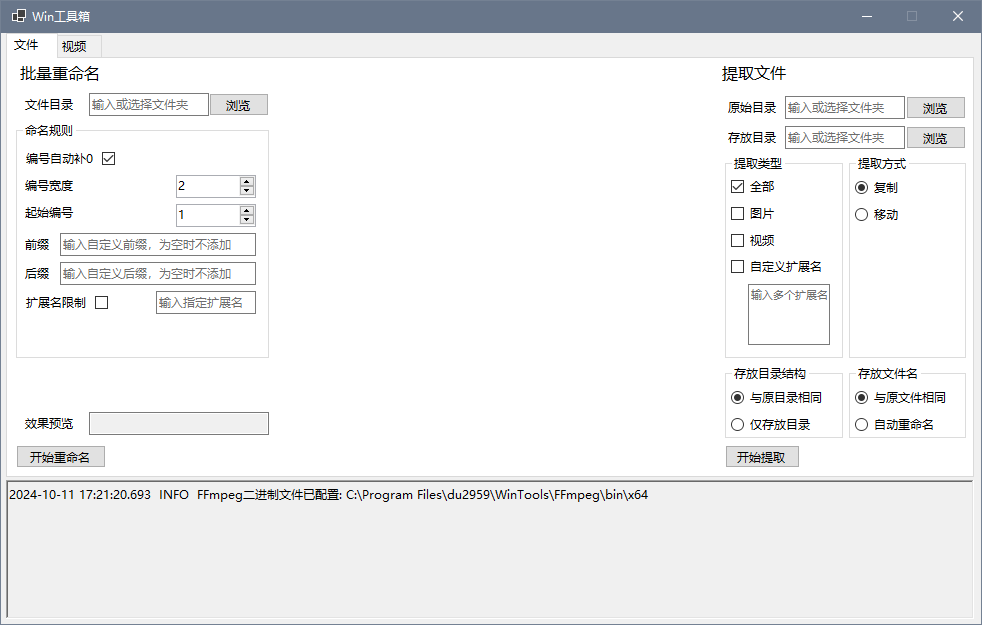 Win工具箱
文件 视频
批量重命名
文件目录 输入或选择文件夹 浏览
命名规则
编号自动补0
编号宽度 2
起始编号 1
前缀 输入自定义前缀，为空时不添加
后缀 输入自定义后缀，为空时不添加
扩展名限制 输入指定扩展名
效果预览
开始重命名
提取文件
原始目录 输入或选择文件夹 浏览
存放目录 输入或选择文件夹 浏览
提取类型
全部
图片
视频
自定义扩展名
输入多个扩展名
提取方式
复制
移动
存放目录结构
与原目录相同
仅存放目录
存放文件名
与原文件相同
自动重命名
开始提取
2024-10-11 17:21:20.693 INFO FFmpeg二进制文件已配置: C:\Program Files\du2959\WinTools\FFmpeg\bin\x64